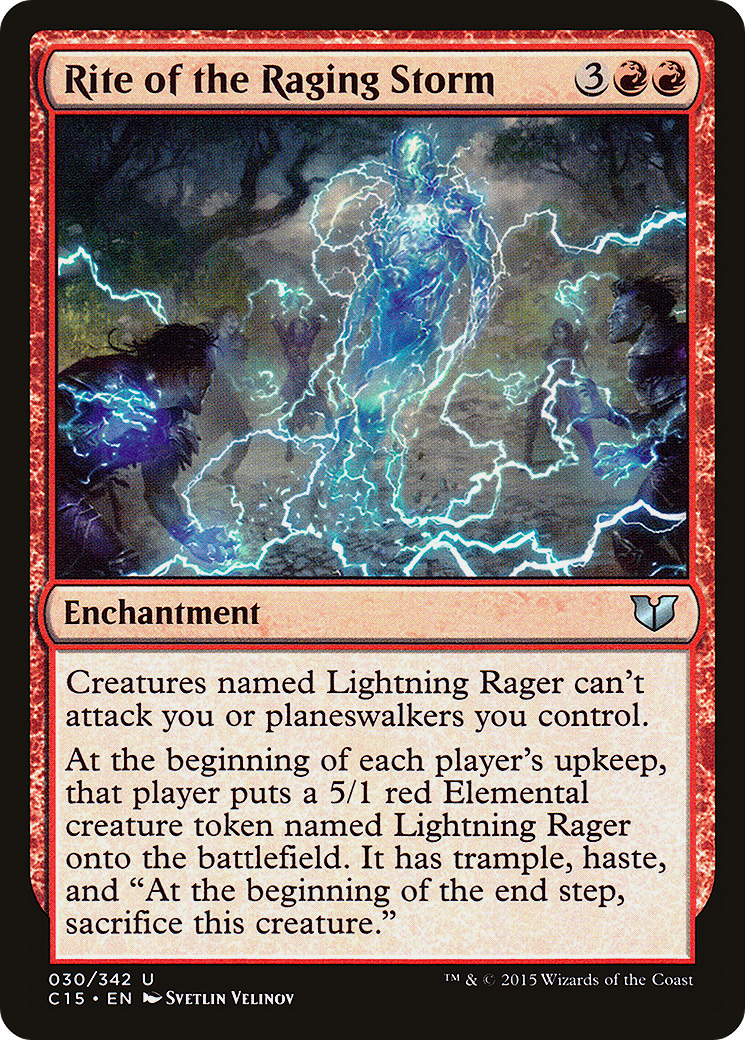 Rite of the Raging Storm 3
Enchantment
Creatures named Lightning Rager can't
attack you or planeswalkers you control.
At the beginning of each player's upkeep,
that player puts a 5/1 red Elemental
creature token named Lightning Rager
onto the battlefield. It has trample, haste,
and “At the beginning of the end step,
sacrifice this creature.”
030/342 U
™ & © 2015 Wizards of the Coast
C15 • EN Svetlin Velinov